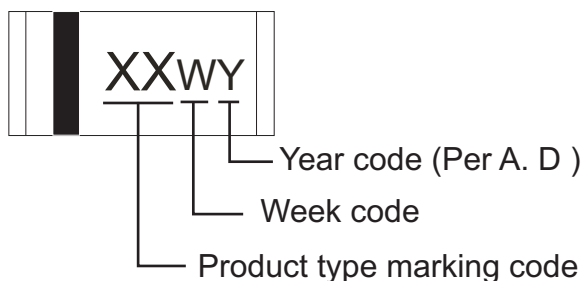 XXWY
Year code (Per A. D )
Week code
Product type marking code